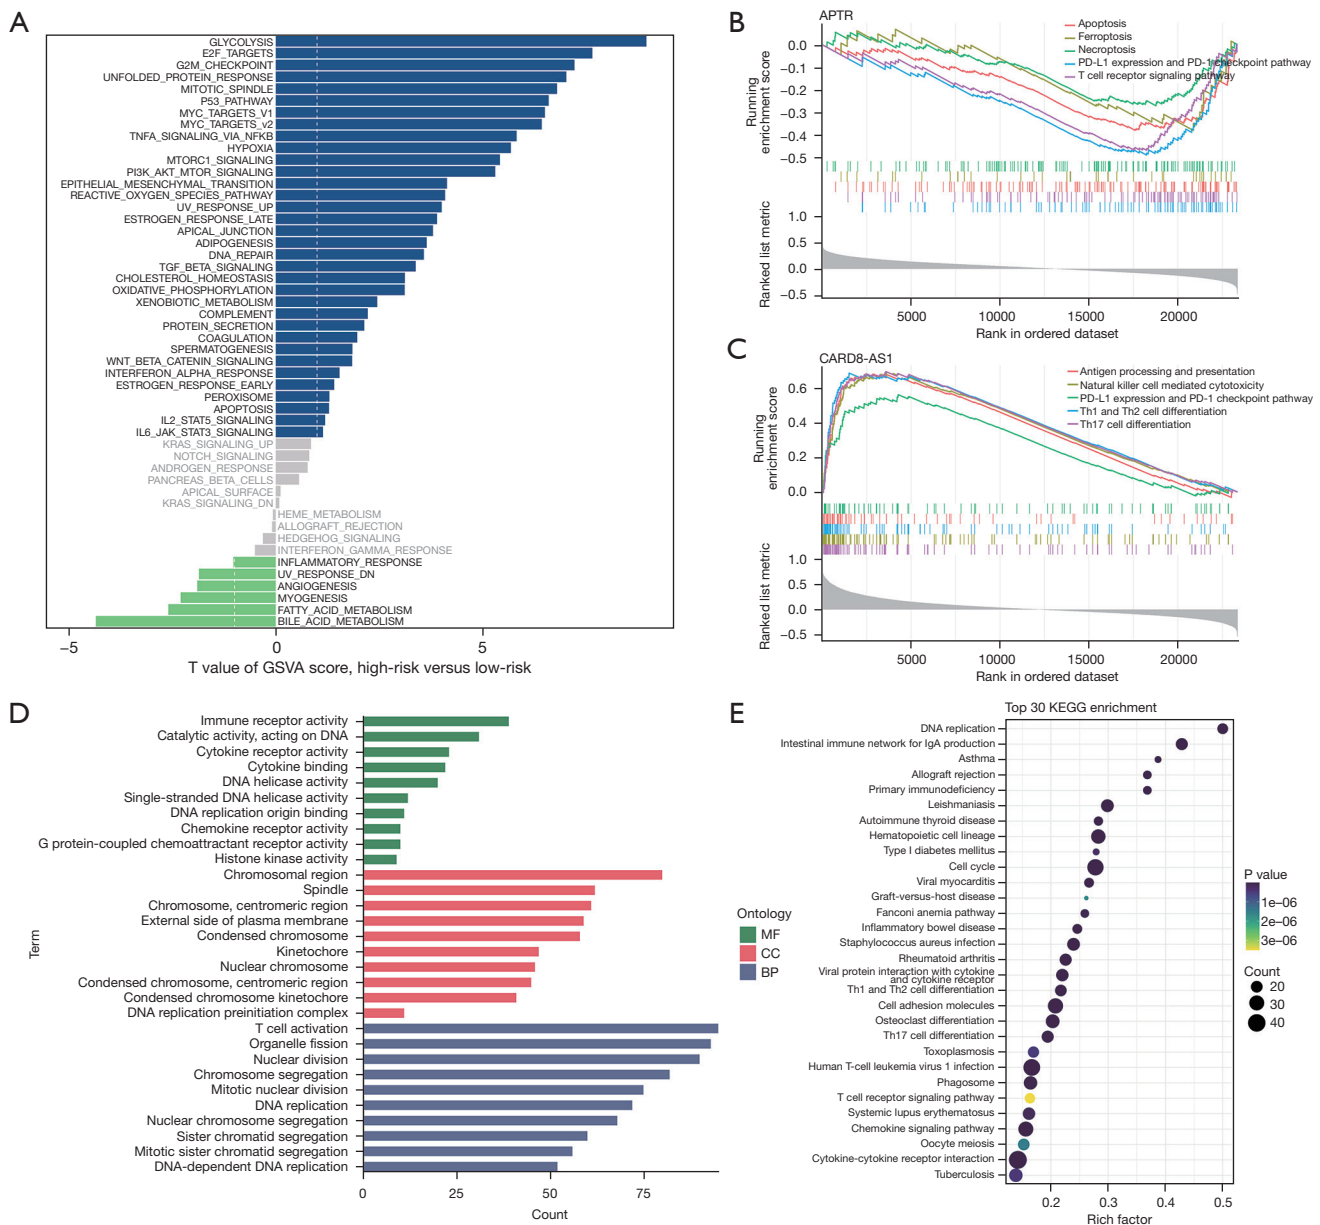 A
GLYCOLYSIS
E2F_TARGETS
G2M_CHECKPOINT
UNFOLDED_PROTEIN_RESPONSE
MITOTIC_SPINDLE
P53_PATHWAY
MYC_TARGETS_V1
MYC_TARGETS_v2
TNFA_SIGNALING_VIA_NFKB
HYPOXIA
MTORC1_SIGNALING
PI3K_AKT_MTOR_SIGNALING
EPITHELIAL_MESENCHYMAL_TRANSITION
REACTIVE_OXYGEN_SPECIES_PATHWAY
UV_RESPONSE_UP
ESTROGEN_RESPONSE_LATE
APICAL_JUNCTION
ADIPOGENESIS
DNA_REPAIR
TGF_BETA_SIGNALING
CHOLESTEROL_HOMEOSTASIS
OXIDATIVE_PHOSPHORYLATION
XENOBIOTIC_METABOLISM
COMPLEMENT
PROTEIN_SECRETION
COAGULATION
SPERMATOGENESIS
WNT_BETA_CATENIN_SIGNALING
INTERFERON_ALPHA_RESPONSE
ESTROGEN_RESPONSE_EARLY
PEROXISOME
APOPTOSIS
IL2_STAT5_SIGNALING
IL6_JAK_STAT3_SIGNALING
KRAS_SIGNALING_UP
NOTCH_SIGNALING
ANDROGEN_RESPONSE
PANCREAS_BETA_CELLS
APICAL_SURFACE
KRAS_SIGNALING_DN
HEME_METABOLISM
ALLOGRAFT_REJECTION
HEDGEHOG_SIGNALING
INTERFERON_GAMMA_RESPONSE
INFLAMMATORY_RESPONSE
UV_RESPONSE_DN
ANGIOGENESIS
MYOGENESIS
FATTY_ACID_METABOLISM
BILE_ACID_METABOLISM
−5 0 5
T value of GSVA score, high-risk versus low-risk
B
APTR
Apoptosis
Ferroptosis
Necroptosis
PD-L1 expression and PD-1 checkpoint pathway
T cell receptor signaling pathway
Running
enrichment score
0.0
−0.1
−0.2
−0.3
−0.4
−0.5
Ranked list metric
1.0
0.5
0.0
−0.5
5000 10000 15000 20000
Rank in ordered dataset
C
CARD8-AS1
Antigen processing and presentation
Natural killer cell mediated cytotoxicity
PD-L1 expression and PD-1 checkpoint pathway
Th1 and Th2 cell differentiation
Th17 cell differentiation
Running
enrichment score
0.6
0.4
0.2
0.0
Ranked list metric
1.0
0.5
0.0
−0.5
5000 10000 15000 20000
Rank in ordered dataset
D
Term
Immune receptor activity
Catalytic activity, acting on DNA
Cytokine receptor activity
Cytokine binding
DNA helicase activity
Single-stranded DNA helicase activity
DNA replication origin binding
Chemokine receptor activity
G protein-coupled chemoattractant receptor activity
Histone kinase activity
Chromosomal region
Spindle
Chromosome, centromeric region
External side of plasma membrane
Condensed chromosome
Kinetochore
Nuclear chromosome
Condensed chromosome, centromeric region
Condensed chromosome kinetochore
DNA replication preinitiation complex
T cell activation
Organelle fission
Nuclear division
Chromosome segregation
Mitotic nuclear division
DNA replication
Nuclear chromosome segregation
Sister chromatid segregation
Mitotic sister chromatid segregation
DNA-dependent DNA replication
0 25 50 75
Count
Ontology
MF
CC
BP
E
Top 30 KEGG enrichment
DNA replication
Intestinal immune network for IgA production
Asthma
Allograft rejection
Primary immunodeficiency
Leishmaniasis
Autoimmune thyroid disease
Hematopoietic cell lineage
Type I diabetes mellitus
Cell cycle
Viral myocarditis
Graft-versus-host disease
Fanconi anemia pathway
Inflammatory bowel disease
Staphylococcus aureus infection
Rheumatoid arthritis
Viral protein interaction with cytokine
and cytokine receptor
Th1 and Th2 cell differentiation
Cell adhesion molecules
Osteoclast differentiation
Th17 cell differentiation
Toxoplasmosis
Human T-cell leukemia virus 1 infection
Phagosome
T cell receptor signaling pathway
Systemic lupus erythematosus
Chemokine signaling pathway
Oocyte meiosis
Cytokine-cytokine receptor interaction
Tuberculosis
0.2 0.3 0.4 0.5
Rich factor
P value
1e−06
2e−06
3e−06
Count
20
30
40